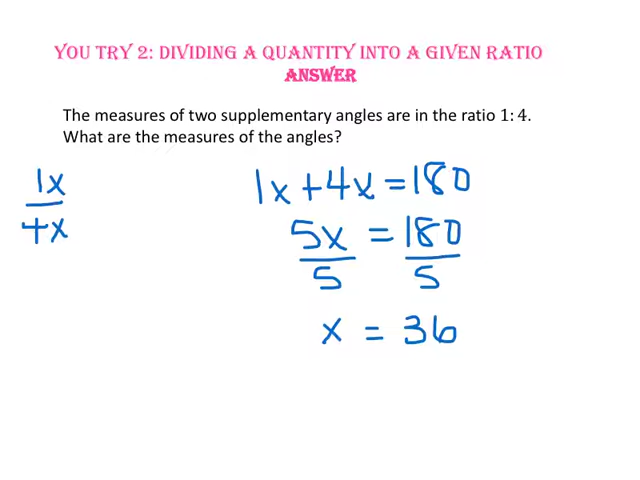 YOU TRY 2: DIVIDING A QUANTITY INTO A GIVEN RATIO
ANSWER
The measures of two supplementary angles are in the ratio 1: 4.
What are the measures of the angles?
1x
4x
1x + 4x = 180
5x = 180
5 5
x = 36